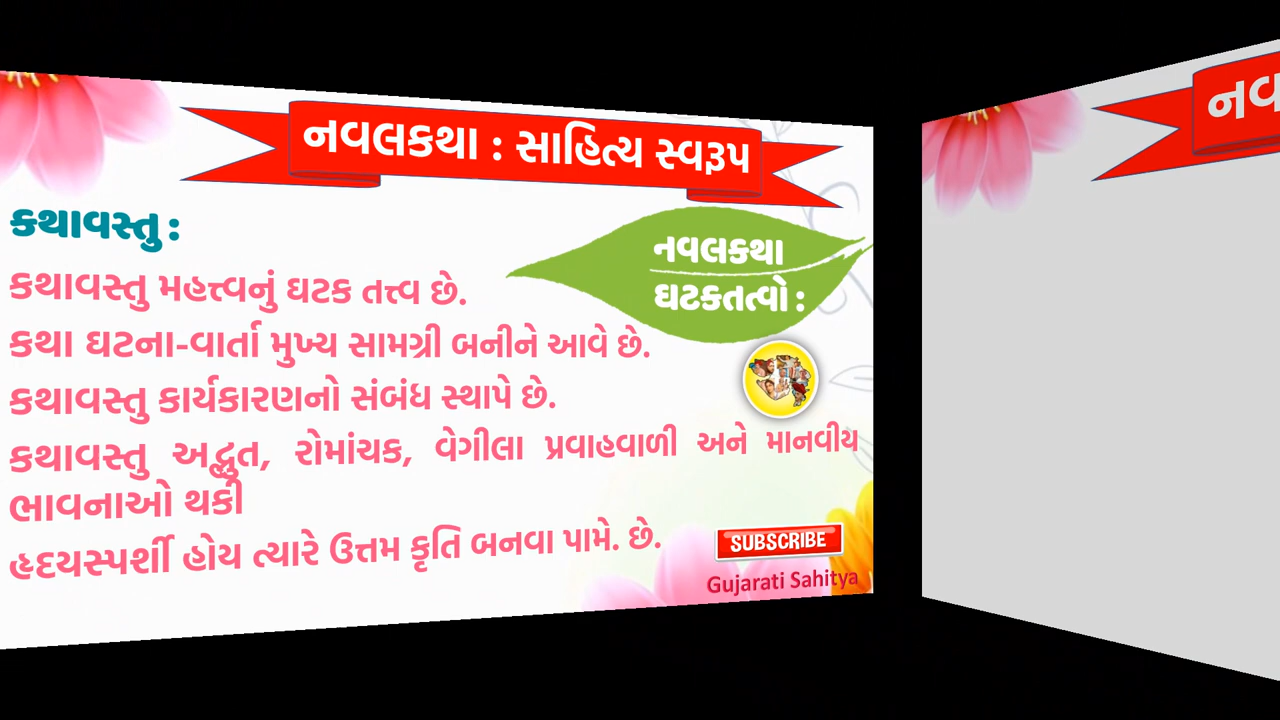 નવલકથા : સાહિત્ય સ્વરૂપ
કથાવસ્તુ :
નવલકથા
ઘટકતત્વો :
કથાવસ્તુ મહત્ત્વનું ઘટક તત્ત્વ છે.
કથા ઘટના-વાર્તા મુખ્ય સામગ્રી બનીને આવે છે.
કથાવસ્તુ કાર્યકારણનો સંબંધ સ્થાપે છે.
કથાવસ્તુ અદ્ભુત, રોમાંચક, વેગીલા પ્રવાહવાળી અને માનવીય
ભાવનાઓ થકી
હૃદયસ્પર્શી હોય ત્યારે ઉત્તમ કૃતિ બનવા પામે. છે.
SUBSCRIBE
Gujarati Sahitya
નવ